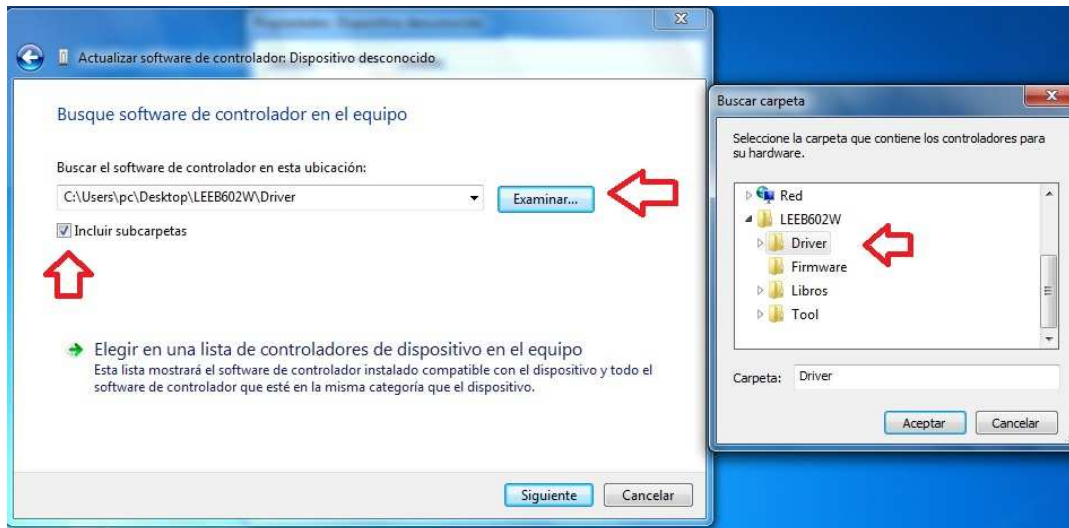 Actualizar software de controlador: Dispositivo desconocido
Busque software de controlador en el equipo
Buscar el software de controlador en esta ubicación:
C:\Users\pc\Desktop\LEEB602W\Driver
Examinar...
Incluir subcarpetas
Elegir en una lista de controladores de dispositivo en el equipo
Esta lista mostrará el software de controlador instalado compatible con el dispositivo y todo el
software de controlador que esté en la misma categoría que el dispositivo.
Siguiente
Cancelar
Buscar carpeta
Seleccione la carpeta que contiene los controladores para
su hardware.
Red
LEEB602W
Driver
Firmware
Libros
Tool
Carpeta: Driver
Aceptar
Cancelar